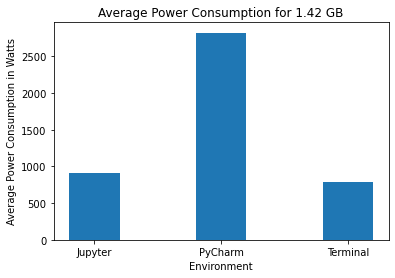 Average Power Consumption for 1.42 GB
Average Power Consumption in Watts
2500
2000
1500
1000
500
0
Jupyter PyCharm Terminal
Environment